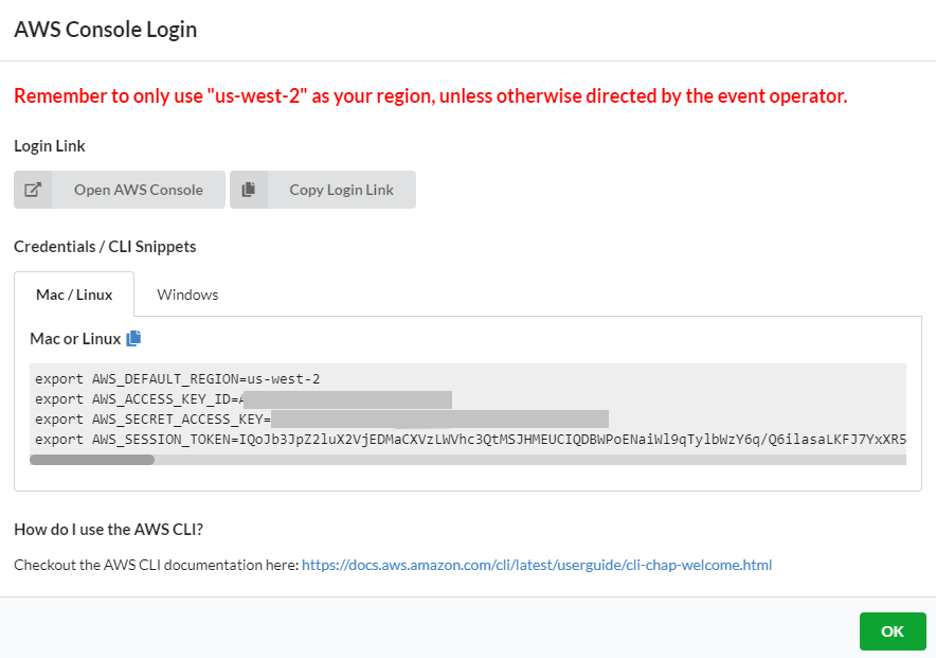 AWS Console Login
Remember to only use "us-west-2" as your region, unless otherwise directed by the event operator.
Login Link
Open AWS Console
Copy Login Link
Credentials / CLI Snippets
Mac / Linux
Windows
Mac or Linux
export AWS_DEFAULT_REGION=us-west-2
export AWS_ACCESS_KEY_ID=
export AWS_SECRET_ACCESS_KEY=
export AWS_SESSION_TOKEN=IQoJb3JpZ2luX2VjEDMaCXVzLWVhc3QtMSJHMEUCIQDBWPoENaiWl9qTylbWzY6q/Q6ilasaLKFJ7YxXR5
How do I use the AWS CLI?
Checkout the AWS CLI documentation here: https://docs.aws.amazon.com/cli/latest/userguide/cli-chap-welcome.html
OK